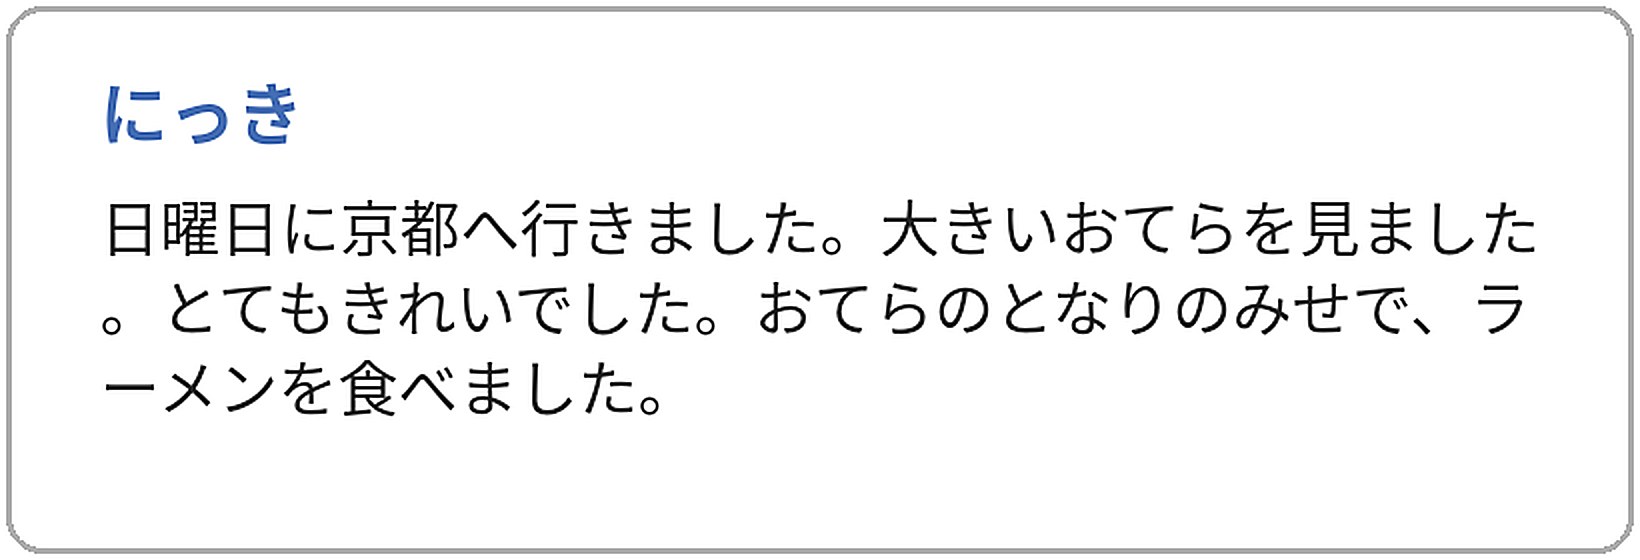 にっき
日曜日に京都へ行きました。大きいおてらを見ました
。とてもきれいでした。おてらのとなりのみせで、ラ
ーメンを食べました。